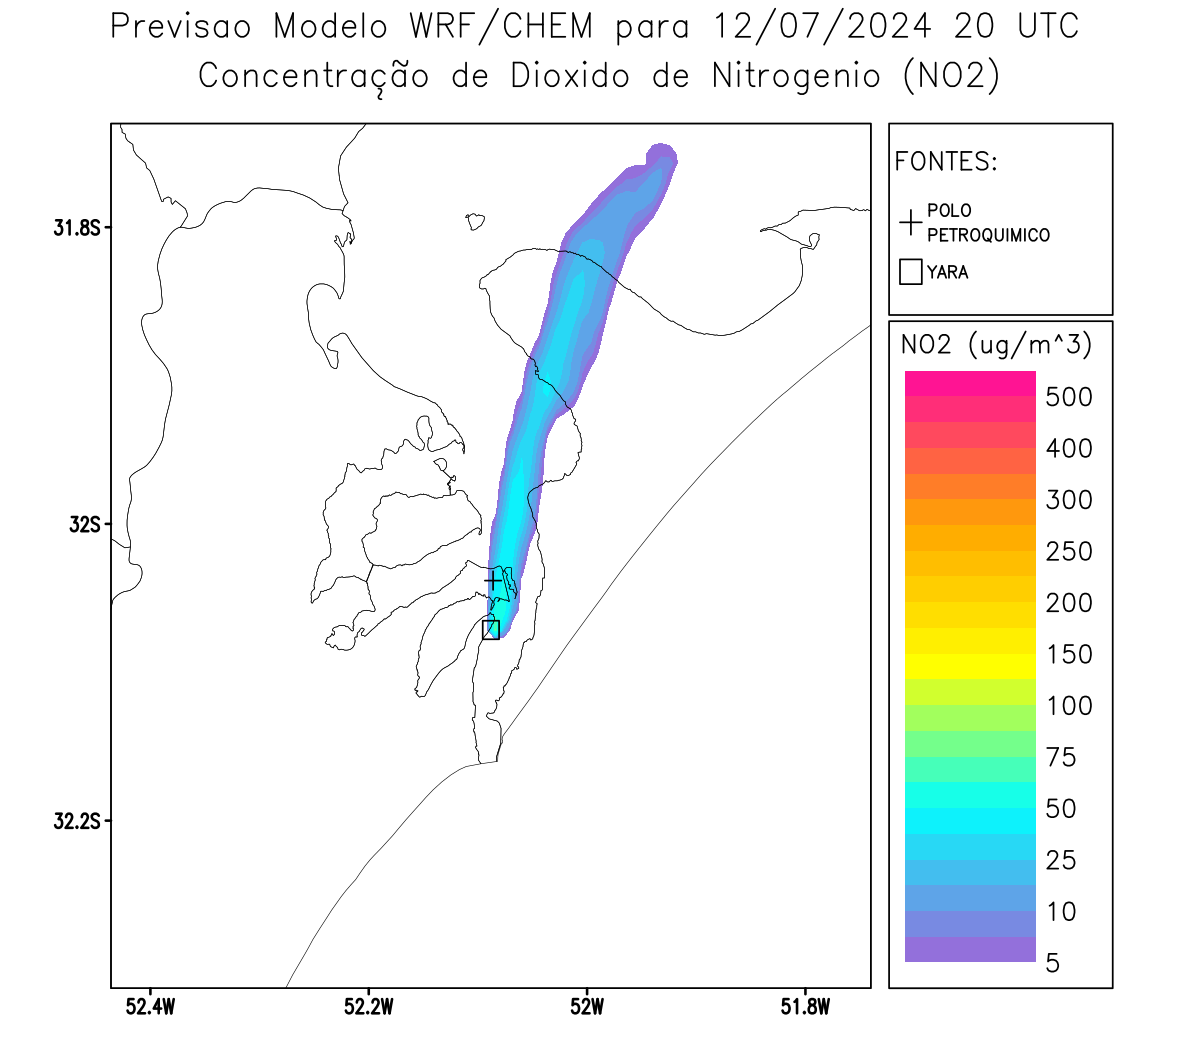 Previsao Modelo WRF/CHEM para 12/07/2024 20 UTC
Concentração de Dioxido de Nitrogenio (NO2)
FONTES:
POLO
PETROQUIMICO
YARA
NO2 (ug/m^3)
500
400
300
250
200
150
100
75
50
25
10
5
31.8S
32S
32.2S
52.4W
52.2W
52W
51.8W